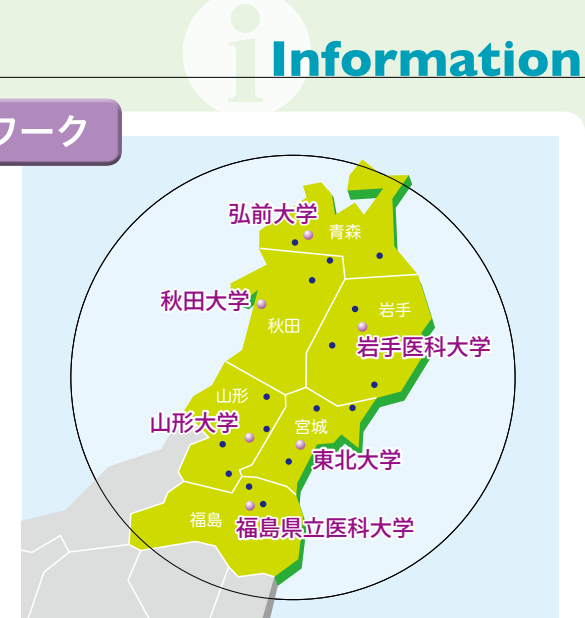 Information
ワーク
弘前大学
青森
秋田大学
岩手
秋田
岩手医科大学
山形
山形大学
宮城
東北大学
福島
福島県立医科大学